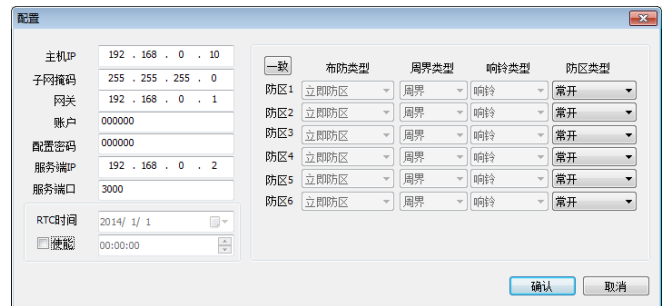 配置
主机IP 192 . 168 . 0 . 10
子网掩码 255 . 255 . 255 . 0
网关 192 . 168 . 0 . 1
账户 000000
配置密码 000000
服务端IP 192 . 168 . 0 . 2
服务端口 3000
RTC时间 2014/ 1/ 1
使能 00:00:00
一致 布防类型 周界类型 响铃类型 防区类型
防区1 立即防区 周界 响铃 常开
防区2 立即防区 周界 响铃 常开
防区3 立即防区 周界 响铃 常开
防区4 立即防区 周界 响铃 常开
防区5 立即防区 周界 响铃 常开
防区6 立即防区 周界 响铃 常开
确认 取消